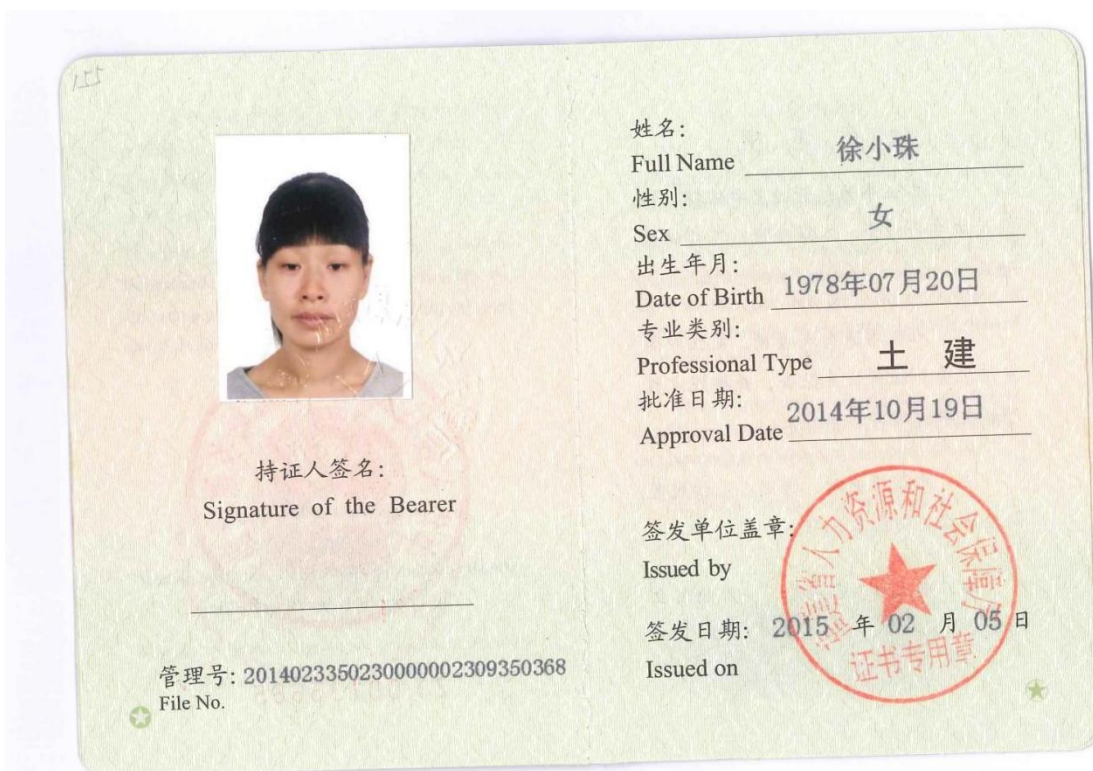 持证人签名:
Signature of the Bearer
管理号: 2014023350230000002309350368
File No.
姓名:
Full Name 徐小珠
性别:
Sex 女
出生年月:
Date of Birth 1978年07月20日
专业类别:
Professional Type 土 建
批准日期:
Approval Date 2014年10月19日
签发单位盖章:
Issued by
福建省人力资源和社会保障厅
证书专用章
签发日期: 2015 年 02 月 05 日
Issued on